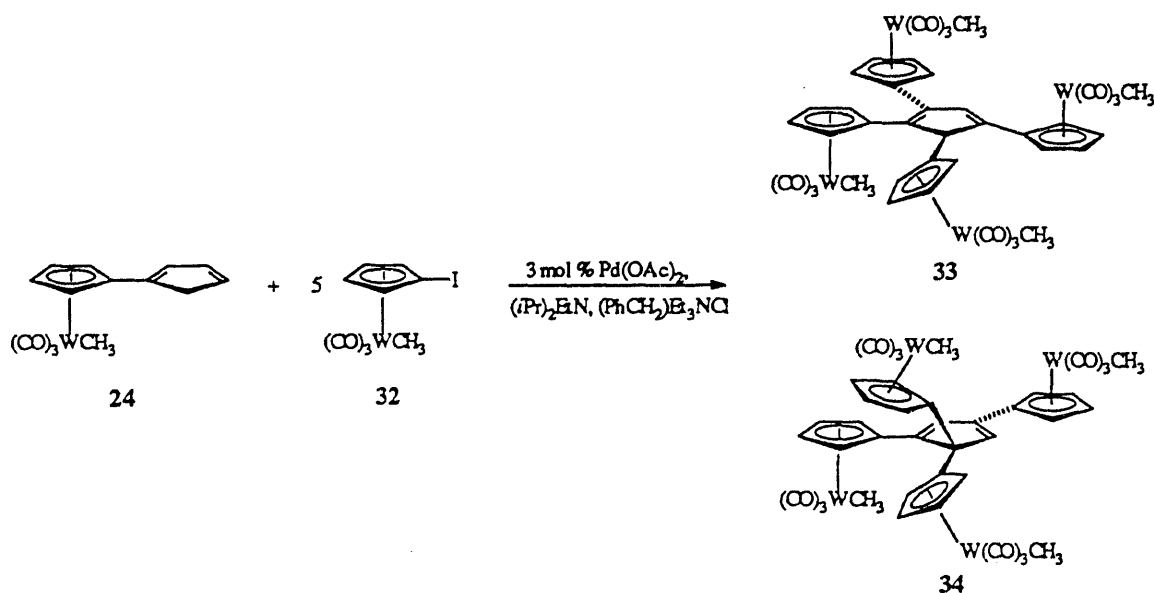 W(CO)₃CH₃
W(CO)₃CH₃
(CO)₃WCH₃
W(CO)₃CH₃
33
+ 5
I
3 mol % Pd(OAc)₂,
(iPr)₂EtN, (PhCH₂)Et₃NCl
(CO)₃WCH₃
24
(CO)₃WCH₃
32
(CO)₃WCH₃
W(CO)₃CH₃
(CO)₃WCH₃
W(CO)₃CH₃
34